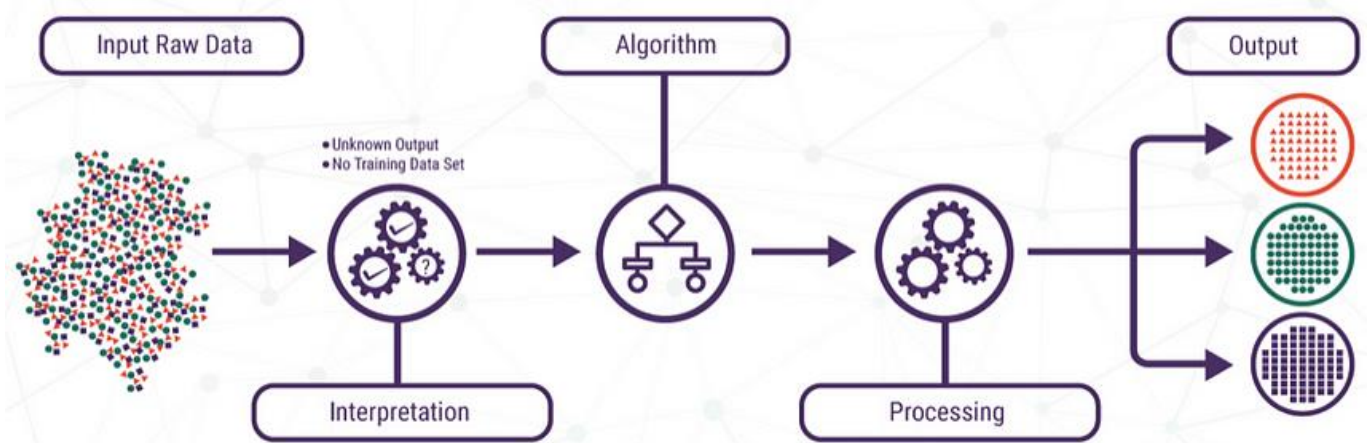 Input Raw Data
Algorithm
Output
• Unknown Output
• No Training Data Set
?
Interpretation
Processing